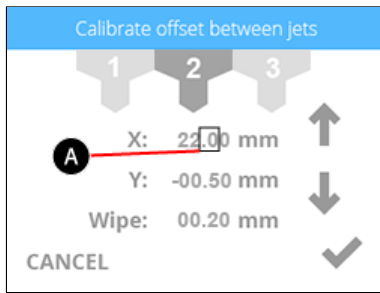 Calibrate offset between jets
1 2 3
X: 22.00 mm
A
Y: -00.50 mm
Wipe: 00.20 mm
CANCEL